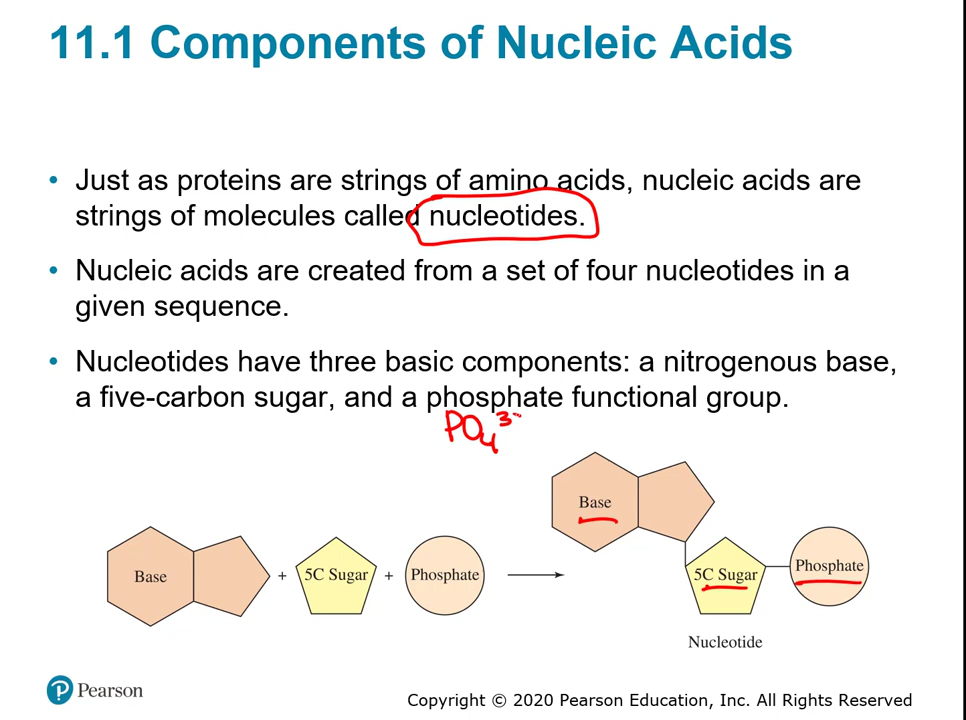 11.1 Components of Nucleic Acids
• Just as proteins are strings of amino acids, nucleic acids are
strings of molecules called nucleotides.
• Nucleic acids are created from a set of four nucleotides in a
given sequence.
• Nucleotides have three basic components: a nitrogenous base,
a five-carbon sugar, and a phosphate functional group.
PO₄³⁻
Base
+
5C Sugar
+
Phosphate
Base
5C Sugar
Phosphate
Nucleotide
P Pearson
Copyright © 2020 Pearson Education, Inc. All Rights Reserved